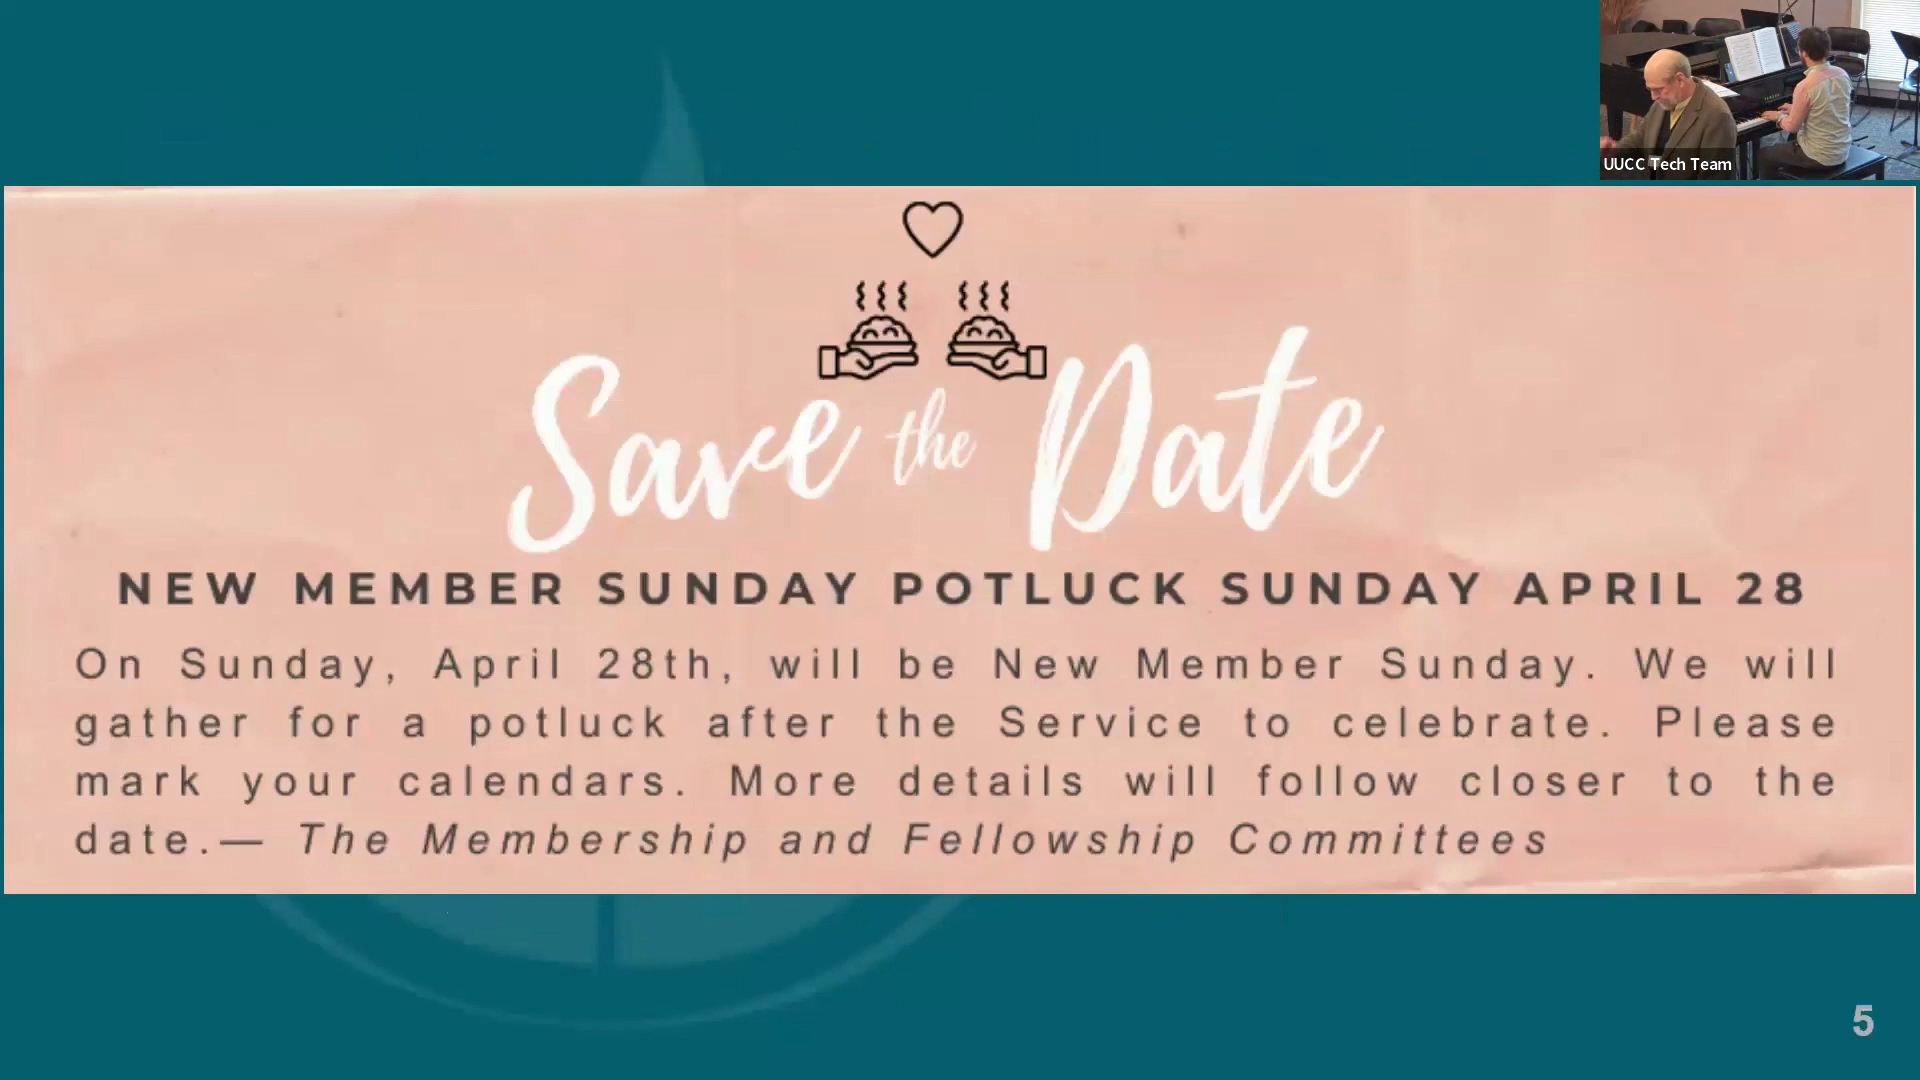 UUCC Tech Team
Save the Date
NEW MEMBER SUNDAY POTLUCK SUNDAY APRIL 28
On Sunday, April 28th, will be New Member Sunday. We will
gather for a potluck after the Service to celebrate. Please
mark your calendars. More details will follow closer to the
date.— The Membership and Fellowship Committees
5